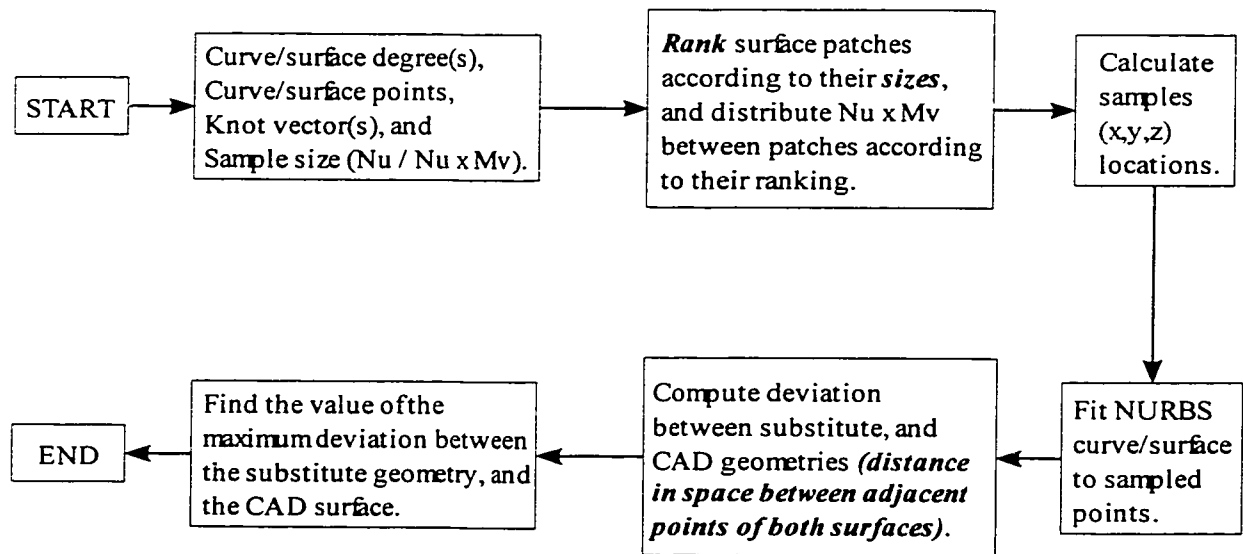 START
Curve/surface degree(s),
Curve/surface points,
Knot vector(s), and
Sample size (Nu / Nu x Mv).
Rank surface patches
according to their sizes,
and distribute Nu x Mv
between patches according
to their ranking.
Calculate
samples
(x,y,z)
locations.
Fit NURBS
curve/surface
to sampled
points.
Compute deviation
between substitute, and
CAD geometries (distance
in space between adjacent
points of both surfaces).
Find the value of the
maximum deviation between
the substitute geometry, and
the CAD surface.
END